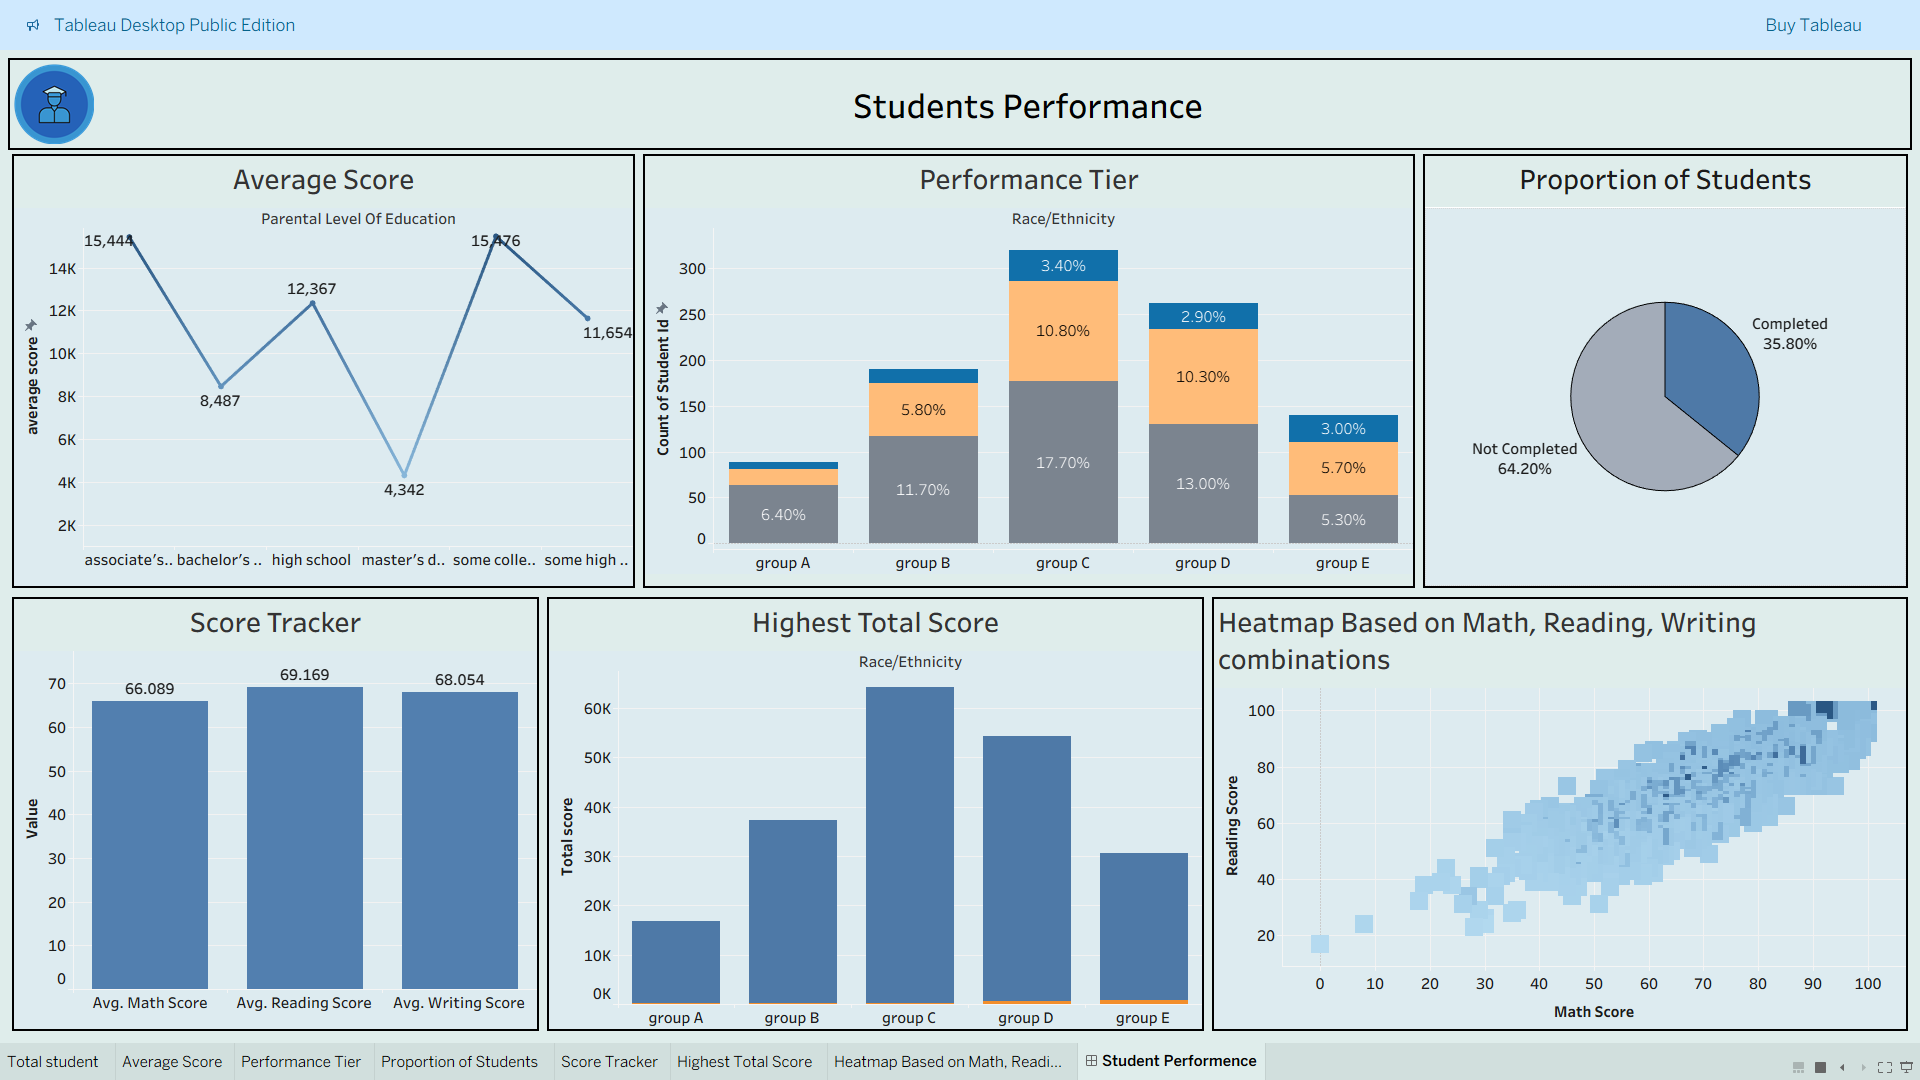 Tableau Desktop Public Edition
Buy Tableau
Students Performance
Average Score
Parental Level Of Education
average score
14K
12K
10K
8K
6K
4K
2K
15,444
8,487
12,367
4,342
15,476
11,654
associate's..
bachelor's ..
high school
master's d..
some colle..
some high ..
Performance Tier
Race/Ethnicity
Count of Student Id
300
250
200
150
100
50
0
6.40%
5.80%
11.70%
3.40%
10.80%
17.70%
2.90%
10.30%
13.00%
3.00%
5.70%
5.30%
group A
group B
group C
group D
group E
Proportion of Students
Completed
35.80%
Not Completed
64.20%
Score Tracker
Value
70
60
50
40
30
20
10
0
66.089
69.169
68.054
Avg. Math Score
Avg. Reading Score
Avg. Writing Score
Highest Total Score
Race/Ethnicity
Total score
60K
50K
40K
30K
20K
10K
0K
group A
group B
group C
group D
group E
Heatmap Based on Math, Reading, Writing
combinations
Reading Score
100
80
60
40
20
0
10
20
30
40
50
60
70
80
90
100
Math Score
Total student
Average Score
Performance Tier
Proportion of Students
Score Tracker
Highest Total Score
Heatmap Based on Math, Readi...
Student Performence